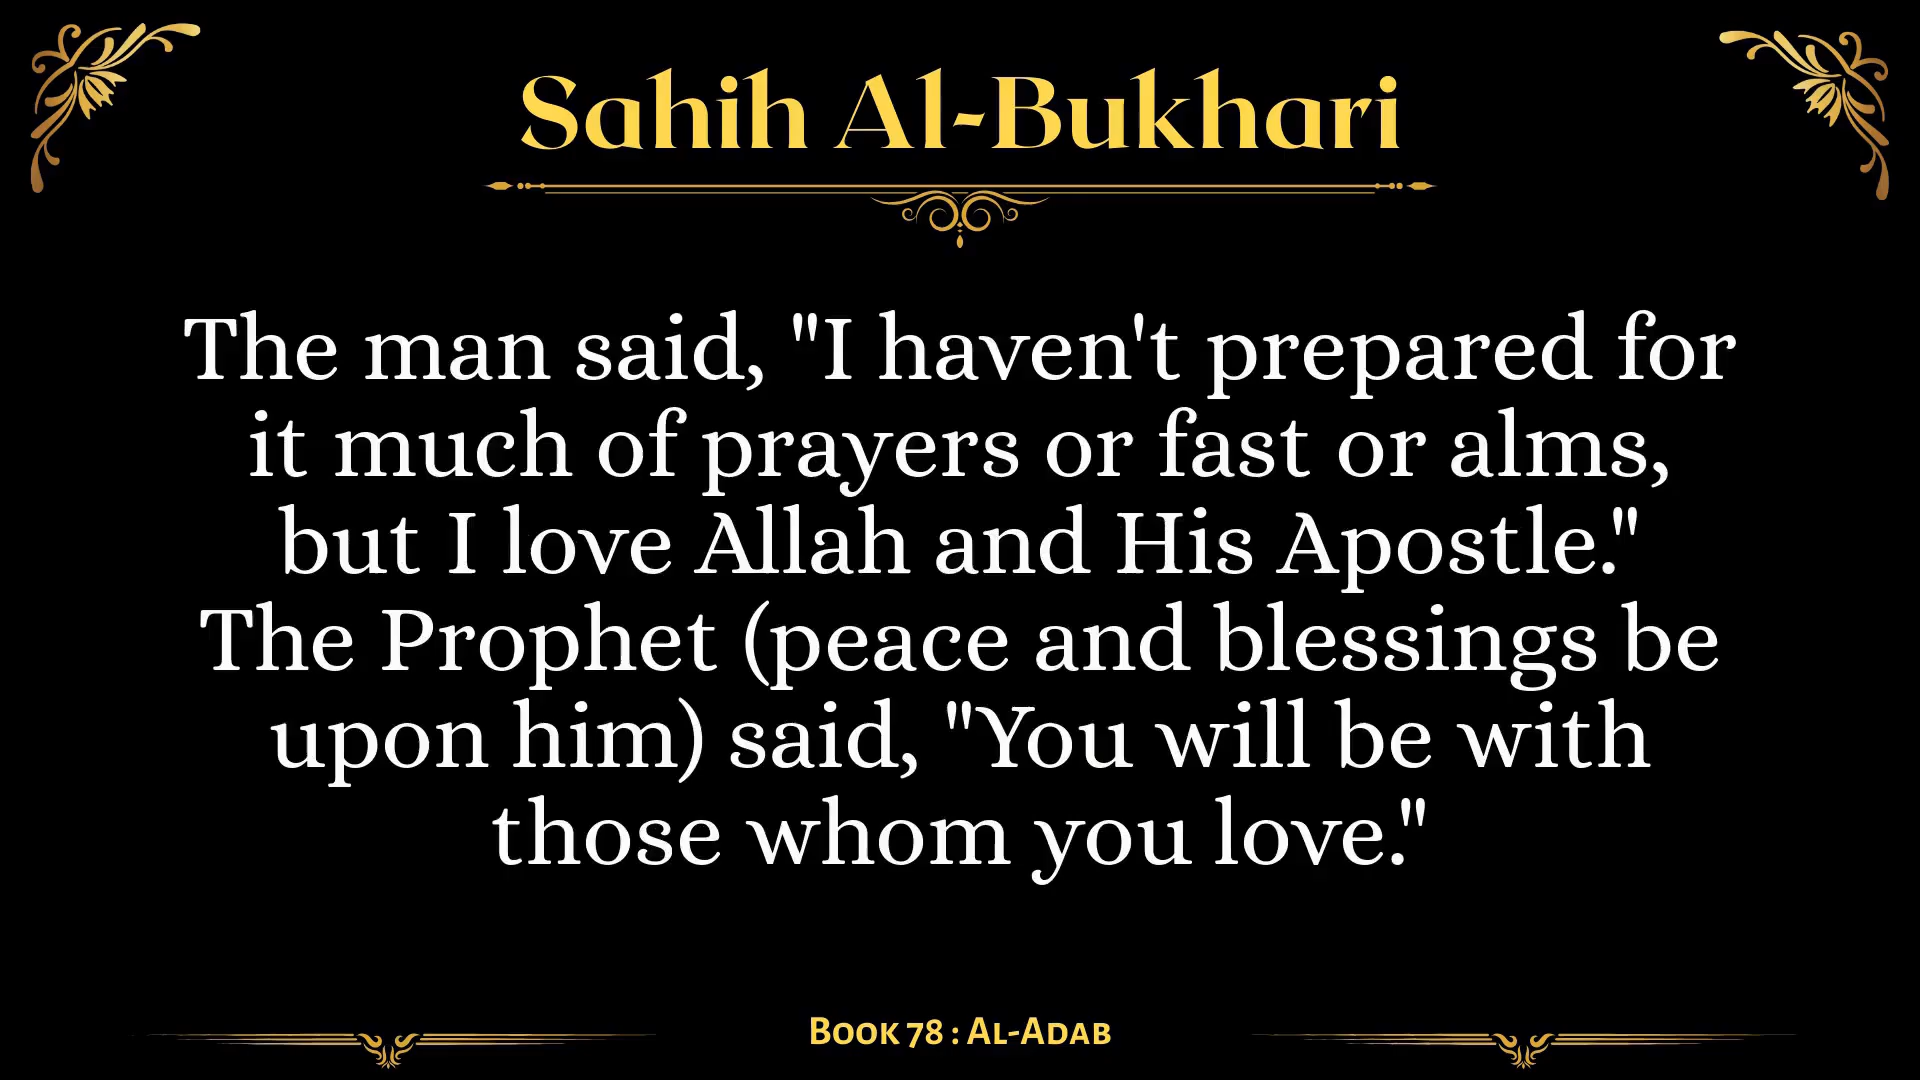 Sahih Al-Bukhari
The man said, "I haven't prepared for
it much of prayers or fast or alms,
but I love Allah and His Apostle."
The Prophet (peace and blessings be
upon him) said, "You will be with
those whom you love."
Book 78 : Al-Adab